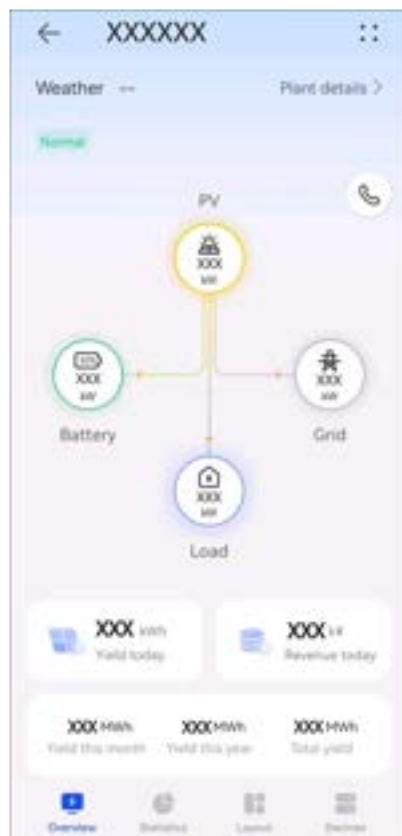 XXXXXX
Weather --
Plant details >
Normal
PV
XXX
kW
XXX
kW
XXX
kW
Battery
Grid
XXX
kW
Load
XXX kWh
Yield today
XXX
Revenue today
XXX MWh
XXX MWh
XXX MWh
Yield this month
Yield this year
Total yield
Overview
Statistics
Layout
Devices